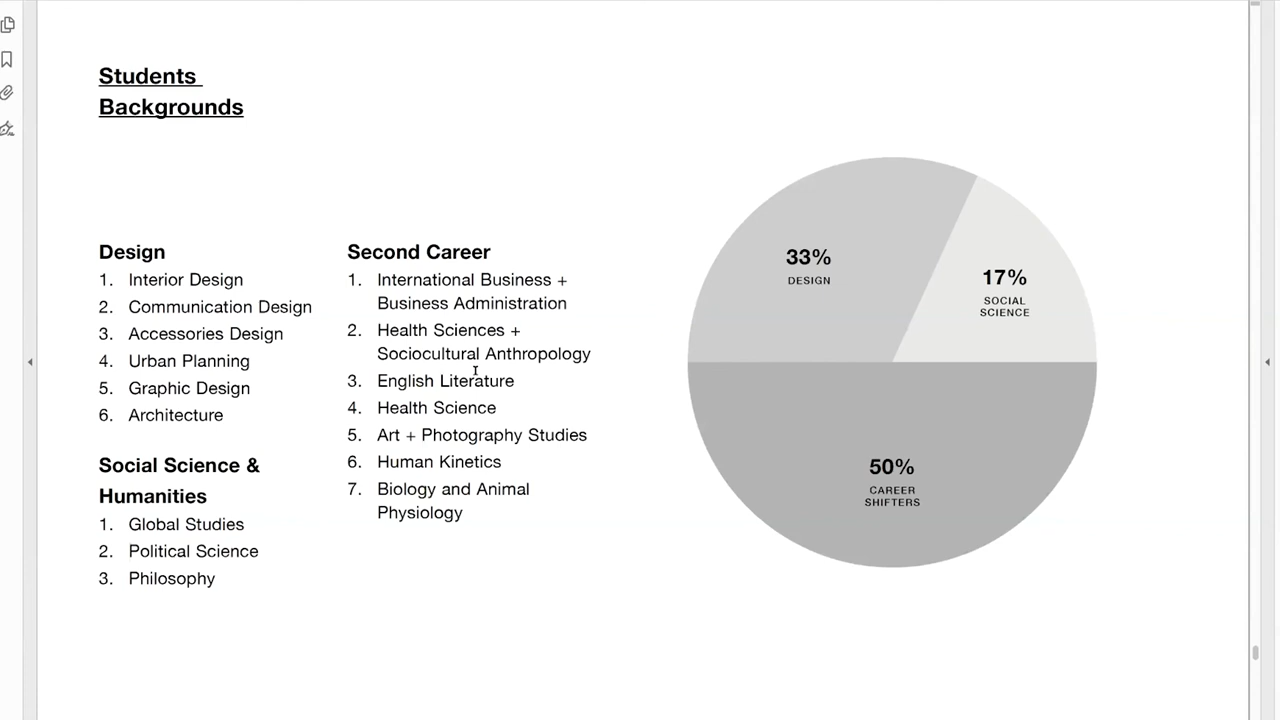 Students
Backgrounds
Design
1. Interior Design
2. Communication Design
3. Accessories Design
4. Urban Planning
5. Graphic Design
6. Architecture
Social Science &
Humanities
1. Global Studies
2. Political Science
3. Philosophy
Second Career
1. International Business +
Business Administration
2. Health Sciences +
Sociocultural Anthropology
3. English Literature
4. Health Science
5. Art + Photography Studies
6. Human Kinetics
7. Biology and Animal
Physiology
33%
DESIGN
17%
SOCIAL
SCIENCE
50%
CAREER
SHIFTERS